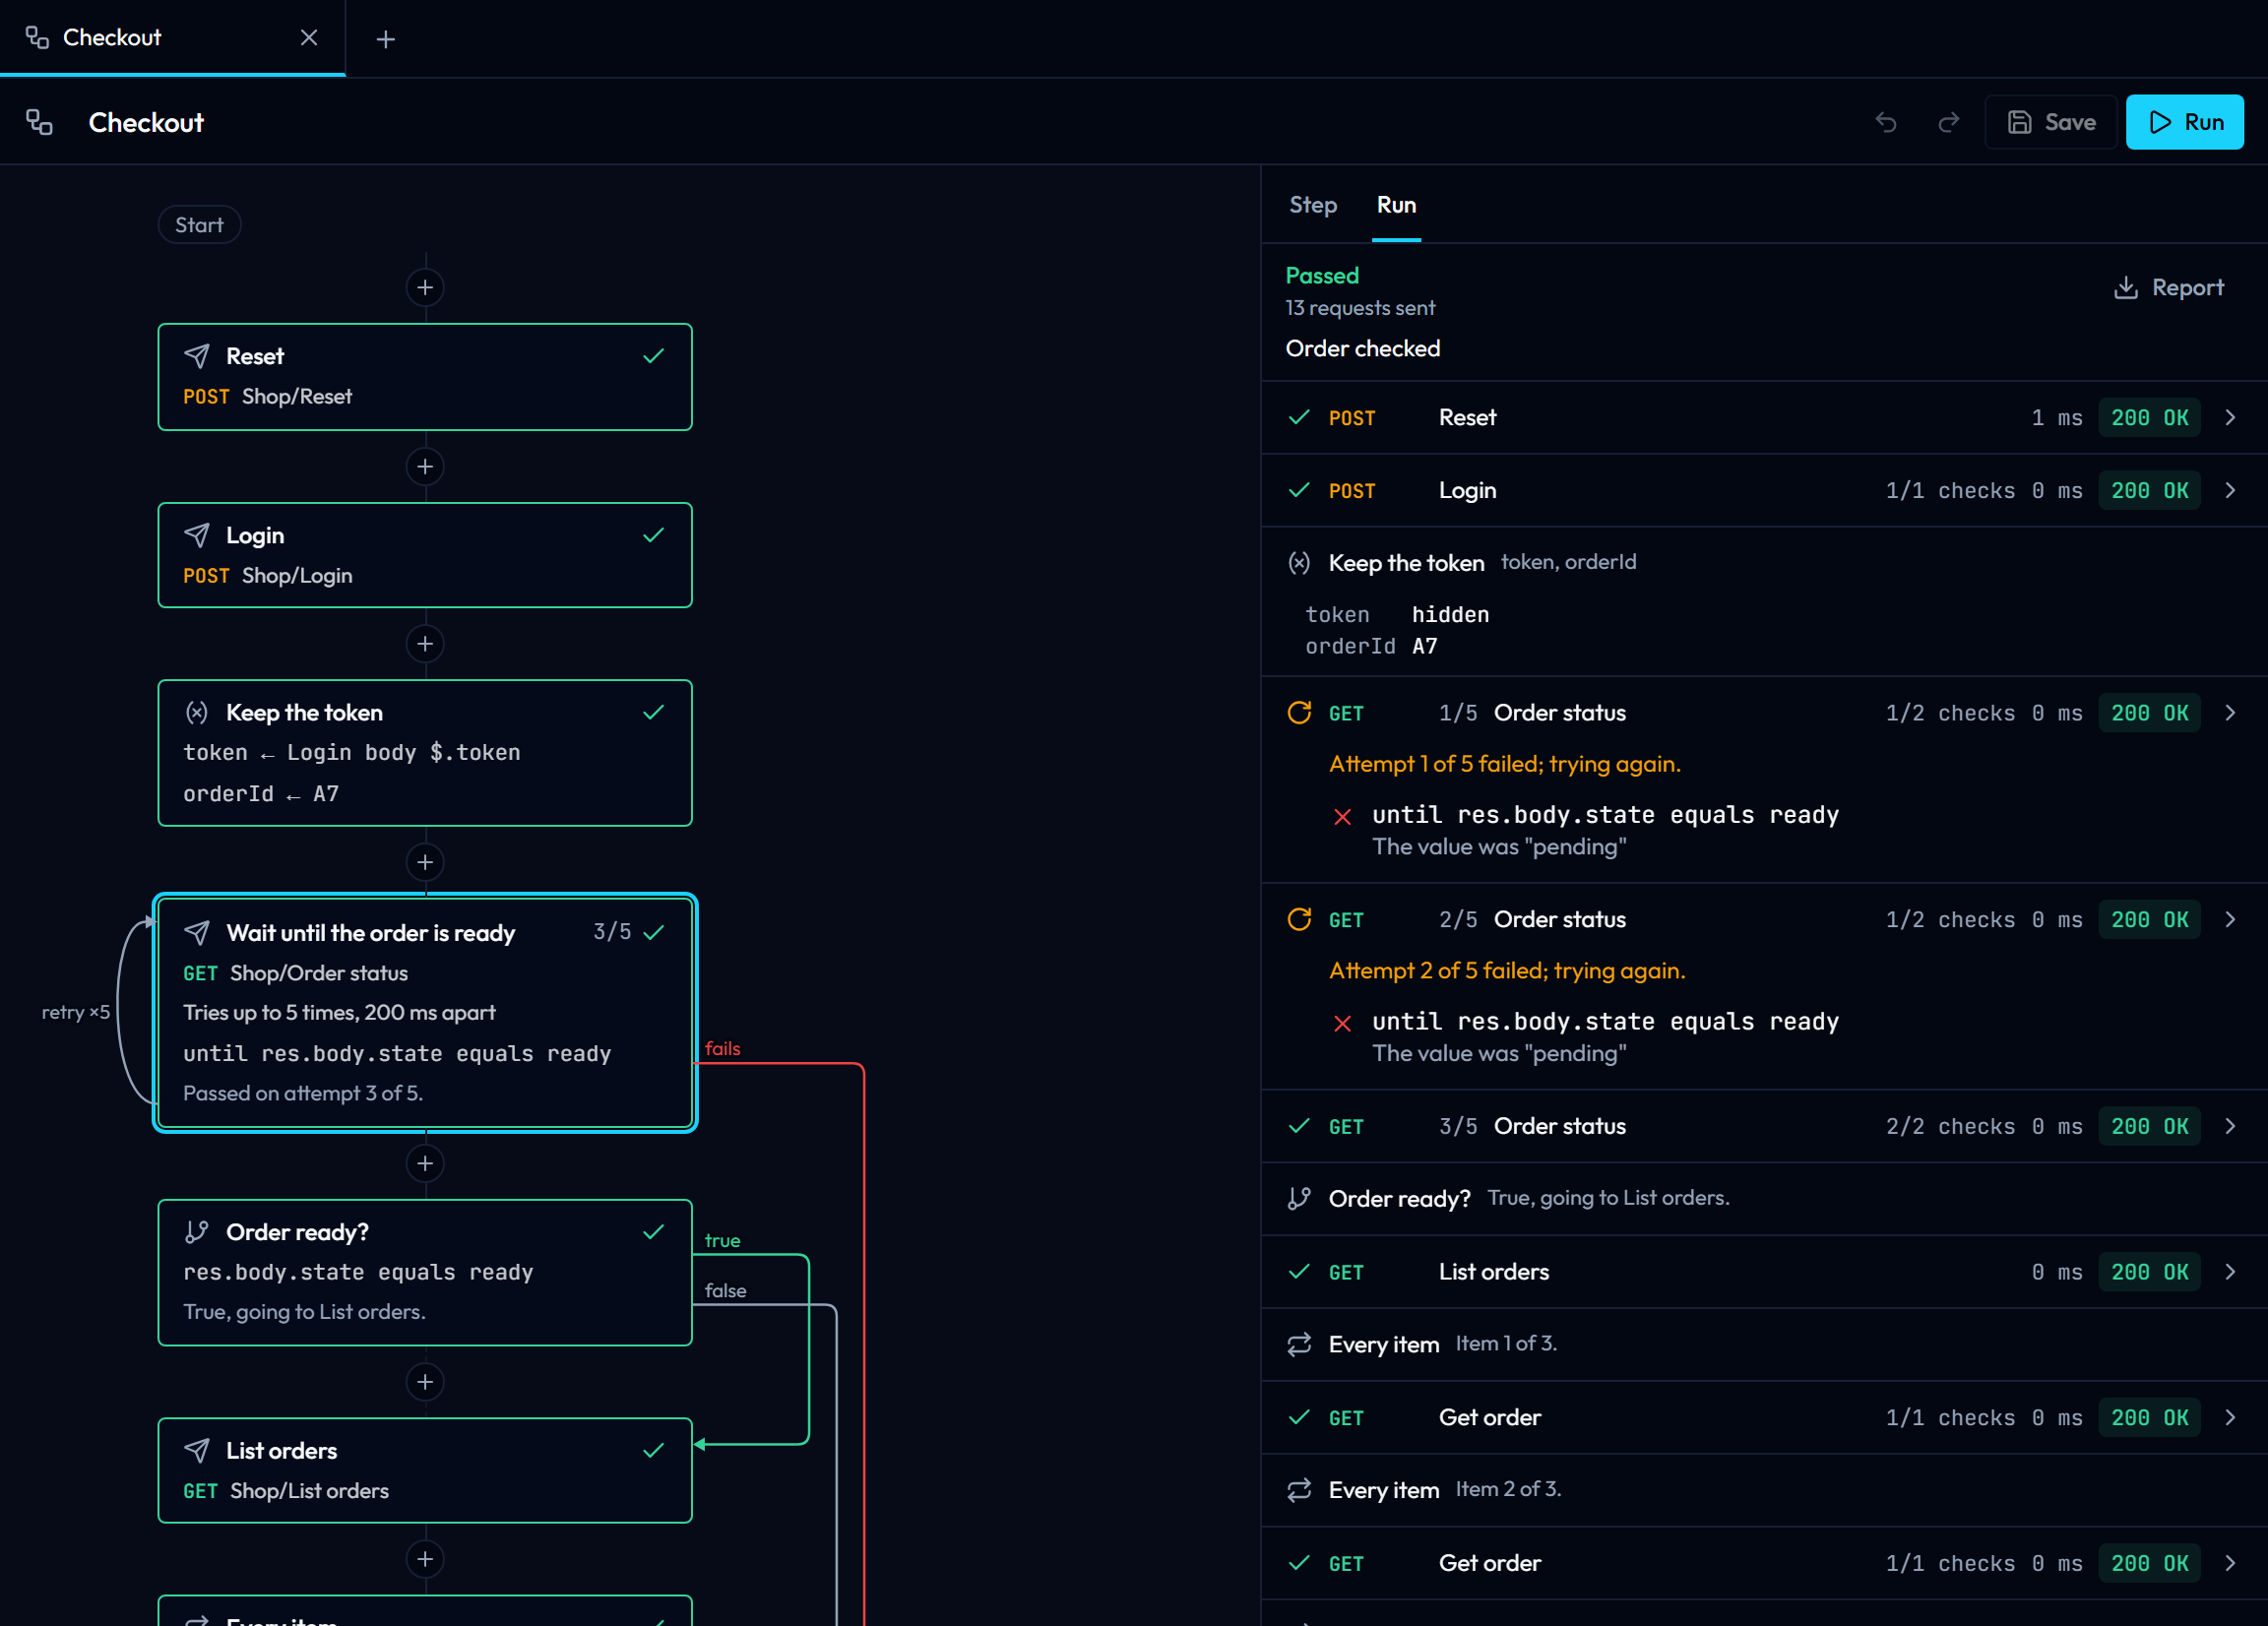 Checkout
Checkout
Save
Run
Start
Reset
POST Shop/Reset
Login
POST Shop/Login
Keep the token
token ← Login body $.token
orderId ← A7
Wait until the order is ready 3/5
GET Shop/Order status
Tries up to 5 times, 200 ms apart
until res.body.state equals ready
Passed on attempt 3 of 5.
retry ×5
fails
Order ready?
res.body.state equals ready
True, going to List orders.
true
false
List orders
GET Shop/List orders
Every item
Step Run
Passed
13 requests sent
Report
Order checked
POST Reset 1 ms 200 OK
POST Login 1/1 checks 0 ms 200 OK
Keep the token token, orderId
token hidden
orderId A7
GET 1/5 Order status 1/2 checks 0 ms 200 OK
Attempt 1 of 5 failed; trying again.
until res.body.state equals ready
The value was "pending"
GET 2/5 Order status 1/2 checks 0 ms 200 OK
Attempt 2 of 5 failed; trying again.
until res.body.state equals ready
The value was "pending"
GET 3/5 Order status 2/2 checks 0 ms 200 OK
Order ready? True, going to List orders.
GET List orders 0 ms 200 OK
Every item Item 1 of 3.
GET Get order 1/1 checks 0 ms 200 OK
Every item Item 2 of 3.
GET Get order 1/1 checks 0 ms 200 OK